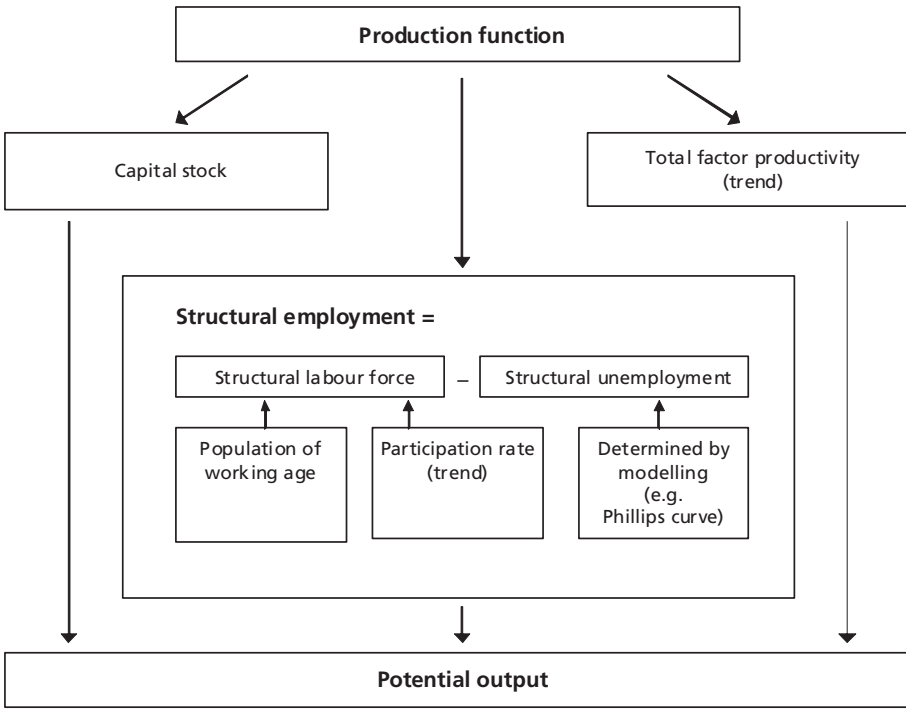 Production function
Capital stock
Total factor productivity
(trend)
Structural employment =
Structural labour force – Structural unemployment
Population of
working age
Participation rate
(trend)
Determined by
modelling
(e.g.
Phillips curve)
Potential output